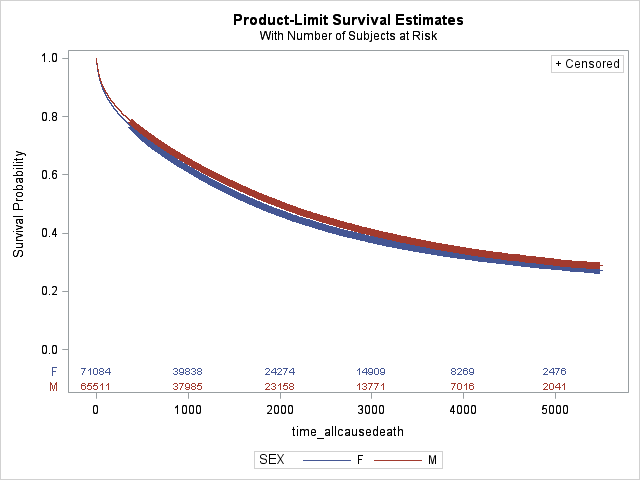 Product-Limit Survival Estimates
With Number of Subjects at Risk
+ Censored
1.0
0.8
0.6
0.4
0.2
0.0
Survival Probability
F 71084 39838 24274 14909 8269 2476
M 65511 37985 23158 13771 7016 2041
0 1000 2000 3000 4000 5000
time_allcausedeath
SEX F M